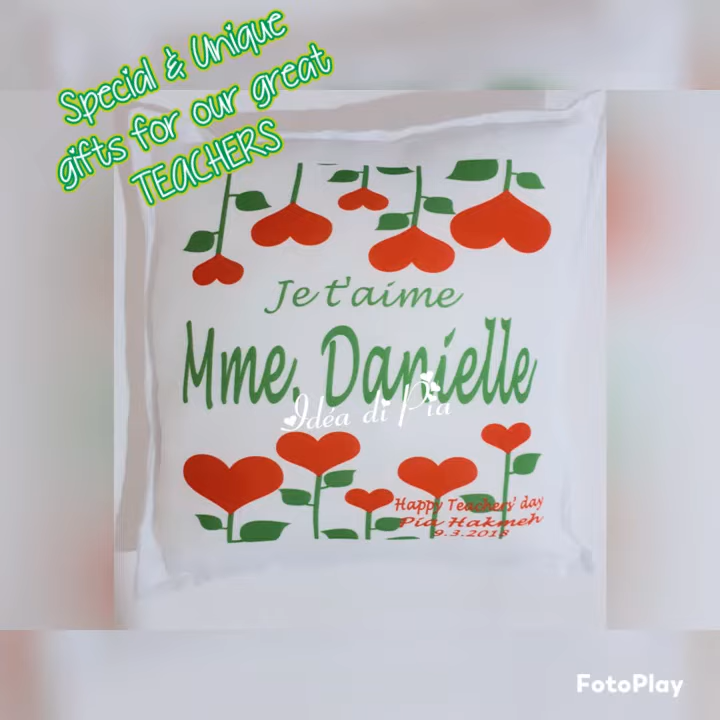 Special & Unique
gifts for our great
TEACHERS
Je t'aime
Mme. Danielle
Idéa di Pia
Happy Teachers' day
Pia Hakmeh
9.3.2018
FotoPlay